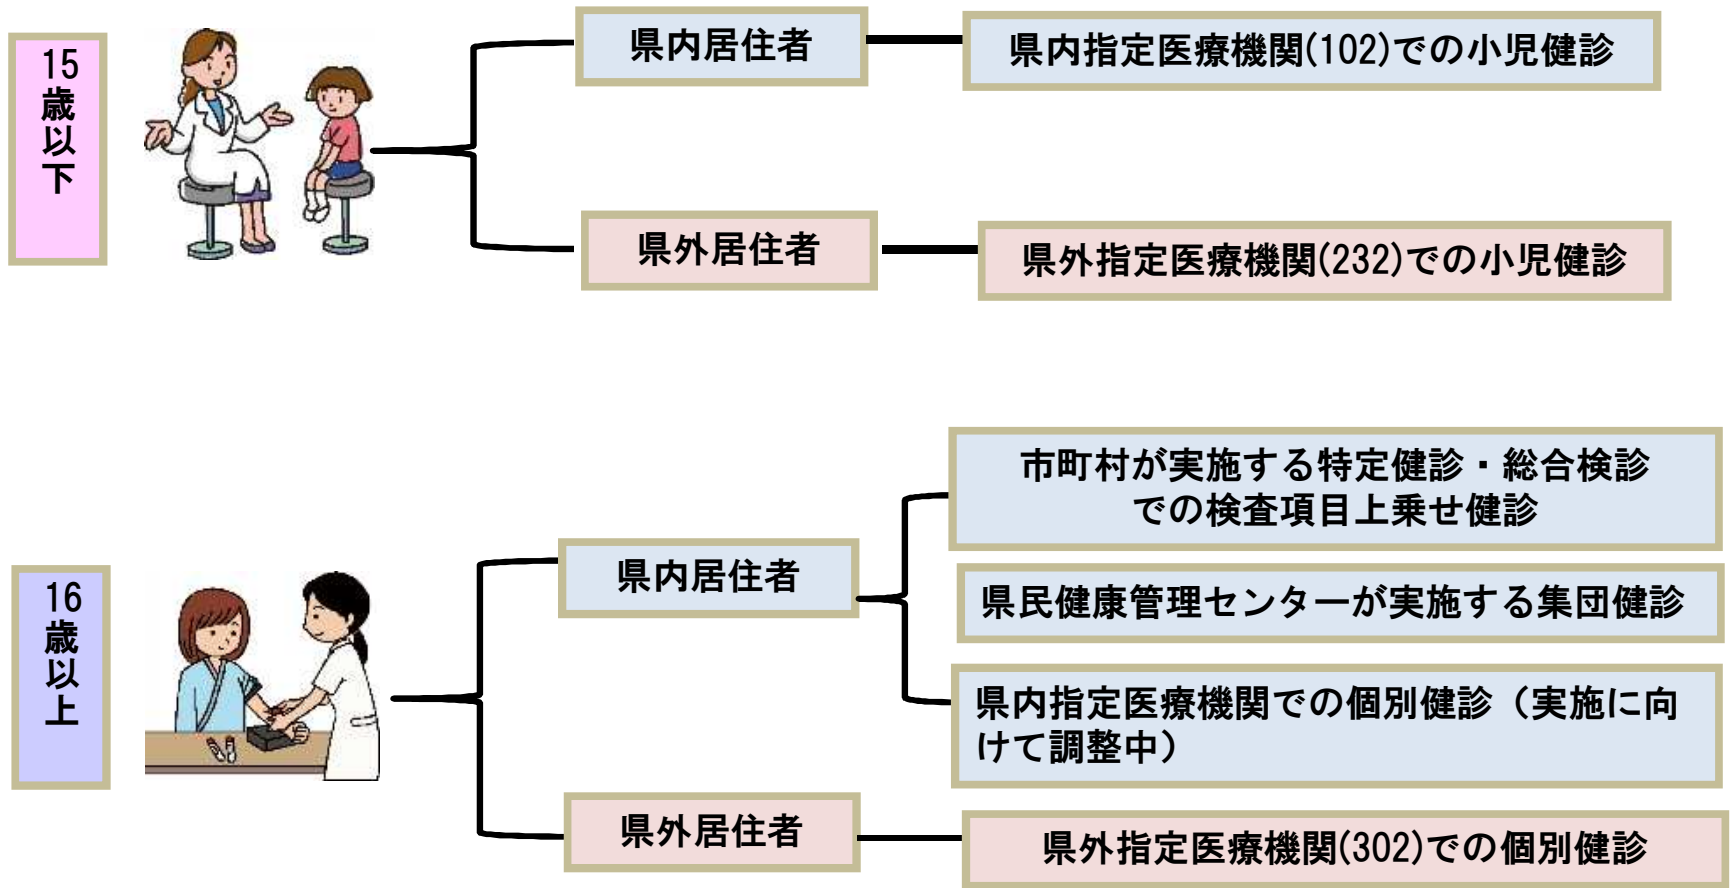 15歳以下
県内居住者
県内指定医療機関(102)での小児健診
県外居住者
県外指定医療機関(232)での小児健診
16歳以上
県内居住者
市町村が実施する特定健診・総合検診
での検査項目上乗せ健診
県民健康管理センターが実施する集団健診
県内指定医療機関での個別健診（実施に向
けて調整中）
県外居住者
県外指定医療機関(302)での個別健診